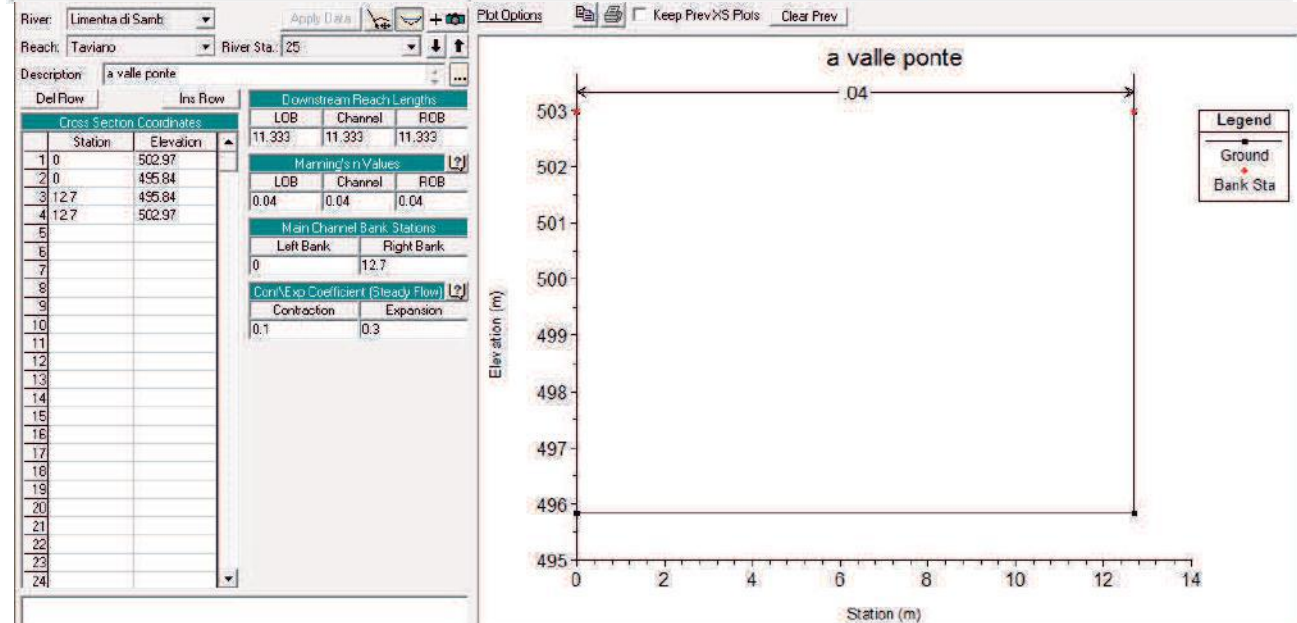 River: Limentra di Samb Apply Data +
Reach: Taviano River Sta.: 25
Description a valle ponte ...
Del Row Ins Row
Cross Section Coordinates
Station Elevation
1 0 502.97
2 0 495.84
3 12.7 495.84
4 12.7 502.97
5
6
7
8
9
10
11
12
13
14
15
16
17
18
19
20
21
22
23
24
Downstream Reach Lengths
LOB Channel ROB
11.333 11.333 11.333
Manning's n Values ?
LOB Channel ROB
0.04 0.04 0.04
Main Channel Bank Stations
Left Bank Right Bank
0 12.7
Cont\Exp Coefficient (Steady Flow) ?
Contraction Expansion
0.1 0.3
Plot Options Keep Prev XS Plots Clear Prev
a valle ponte
.04
503
502
501
500
499
498
497
496
495
Elevation (m)
0 2 4 6 8 10 12 14
Station (m)
Legend
Ground
Bank Sta